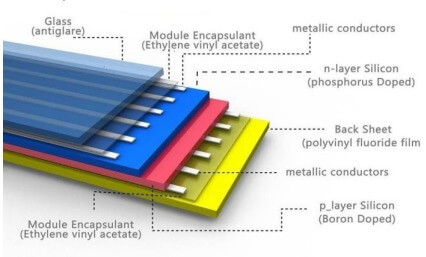 Glass
(antiglare)
Module Encapsulant
(Ethylene vinyl acetate)
metallic conductors
n-layer Silicon
(phosphorus Doped)
Back Sheet
(polyvinyl fluoride film
metallic conductors
p_layer Silicon
(Boron Doped)
Module Encapsulant
(Ethylene vinyl acetate)